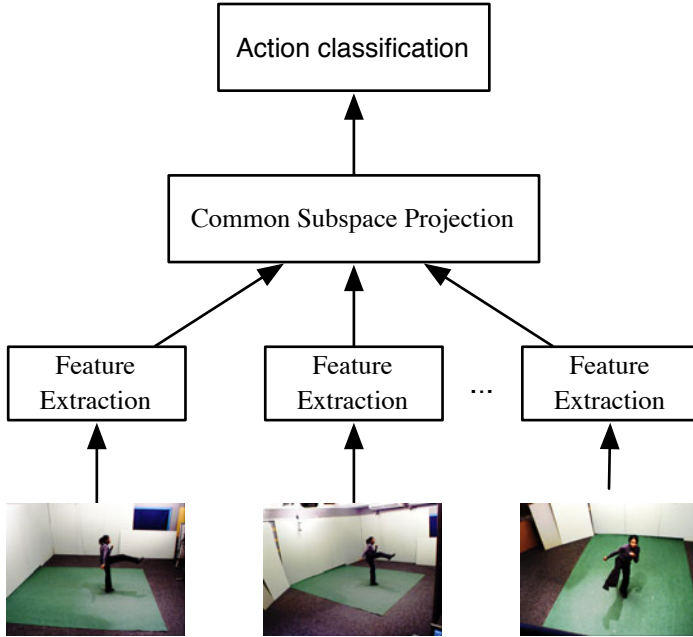 Action classification
Common Subspace Projection
Feature
Extraction
Feature
Extraction
...
Feature
Extraction